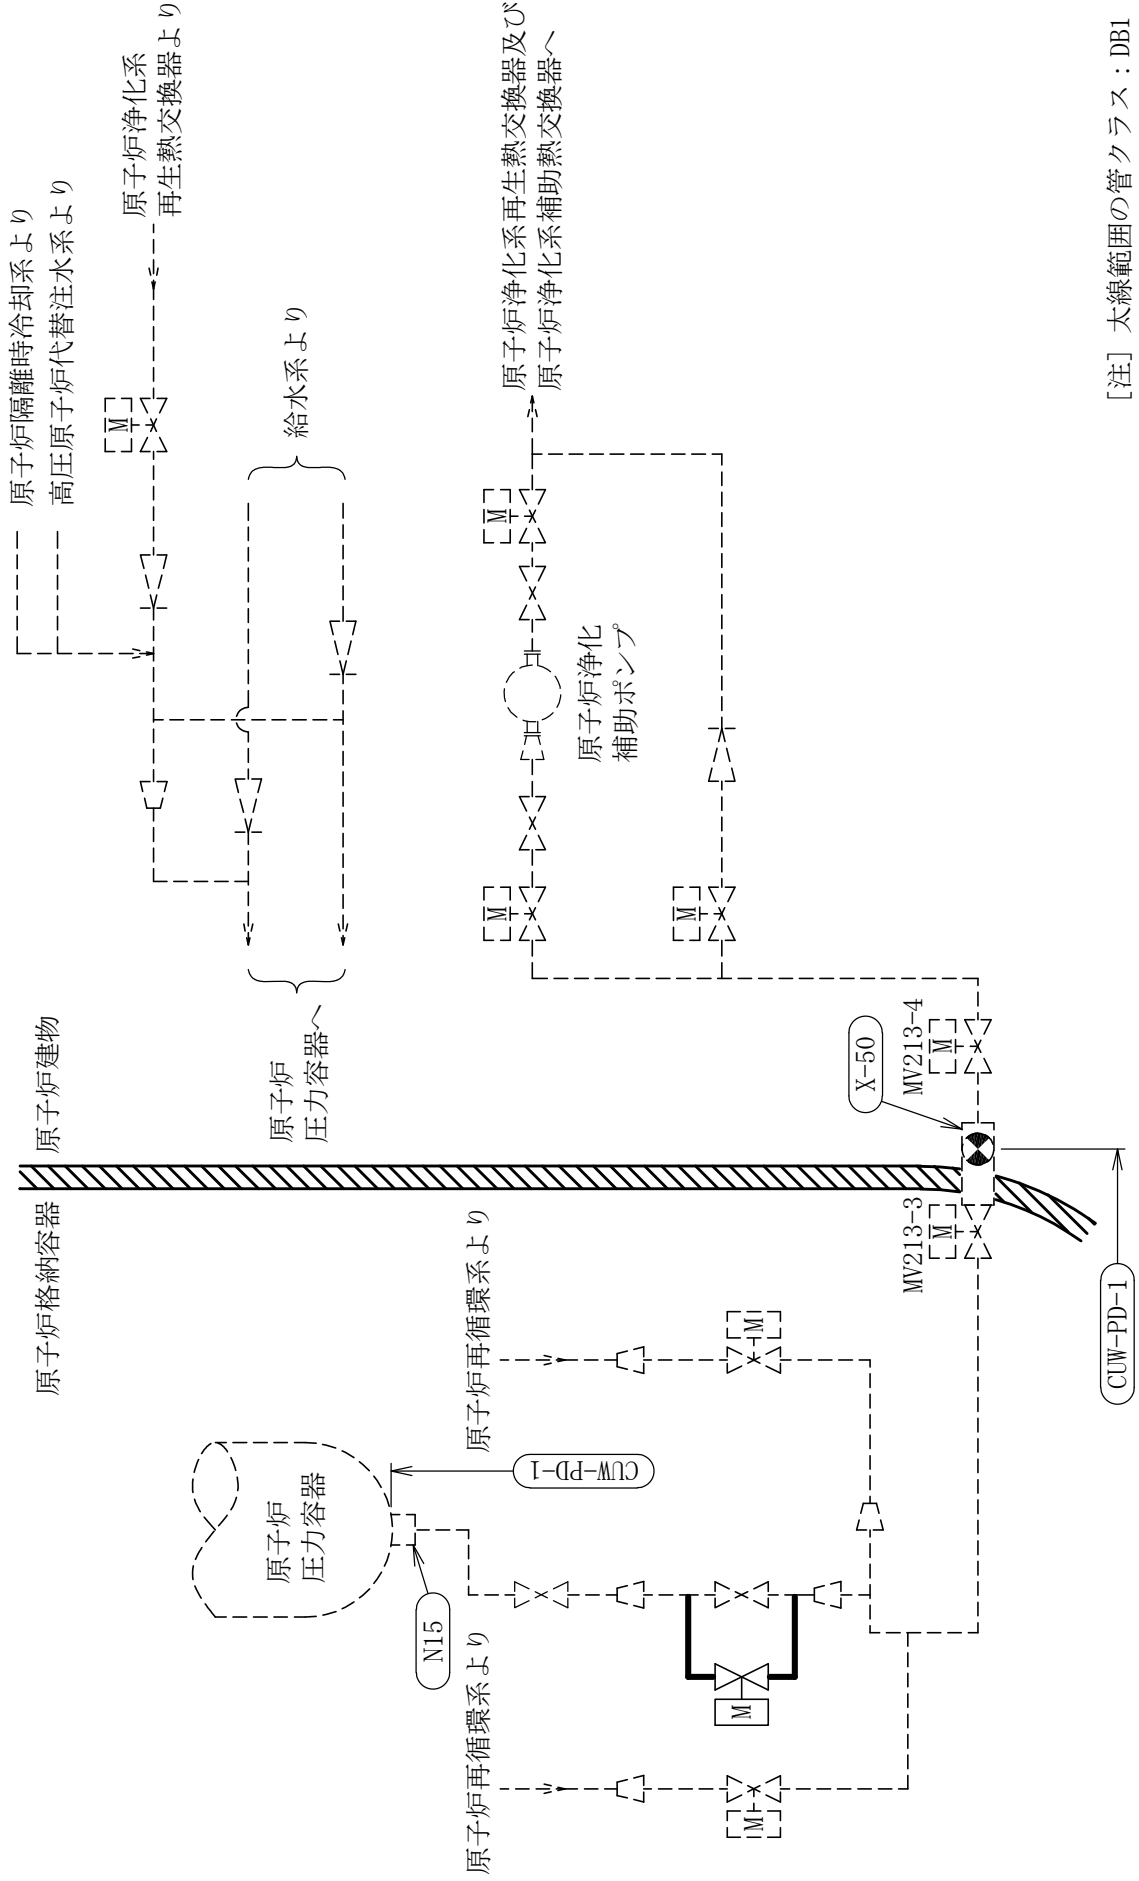 原子炉格納容器
原子炉建物
原子炉隔離時冷却系より
高圧原子炉代替注水系より
原子炉浄化系
再生熱交換器より
M
給水系より
原子炉
圧力容器へ
原子炉
圧力容器
N15
CUW-PD-1
原子炉再循環系より
原子炉再循環系より
M
M
M
原子炉浄化系再生熱交換器及び
原子炉浄化系補助熱交換器へ
M
M
原子炉浄化
補助ポンプ
M
X-50
MV213-3
M
MV213-4
M
CUW-PD-1
[注] 太線範囲の管クラス：DB1